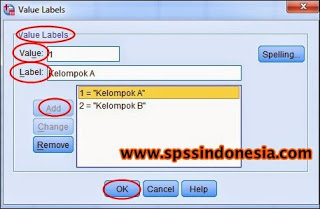 Value Labels
Value Labels
Value: 1
Spelling...
Label: Kelompok A
1 = "Kelompok A"
2 = "Kelompok B"
Add
Change
Remove
www.spssindonesia.com
OK Cancel Help